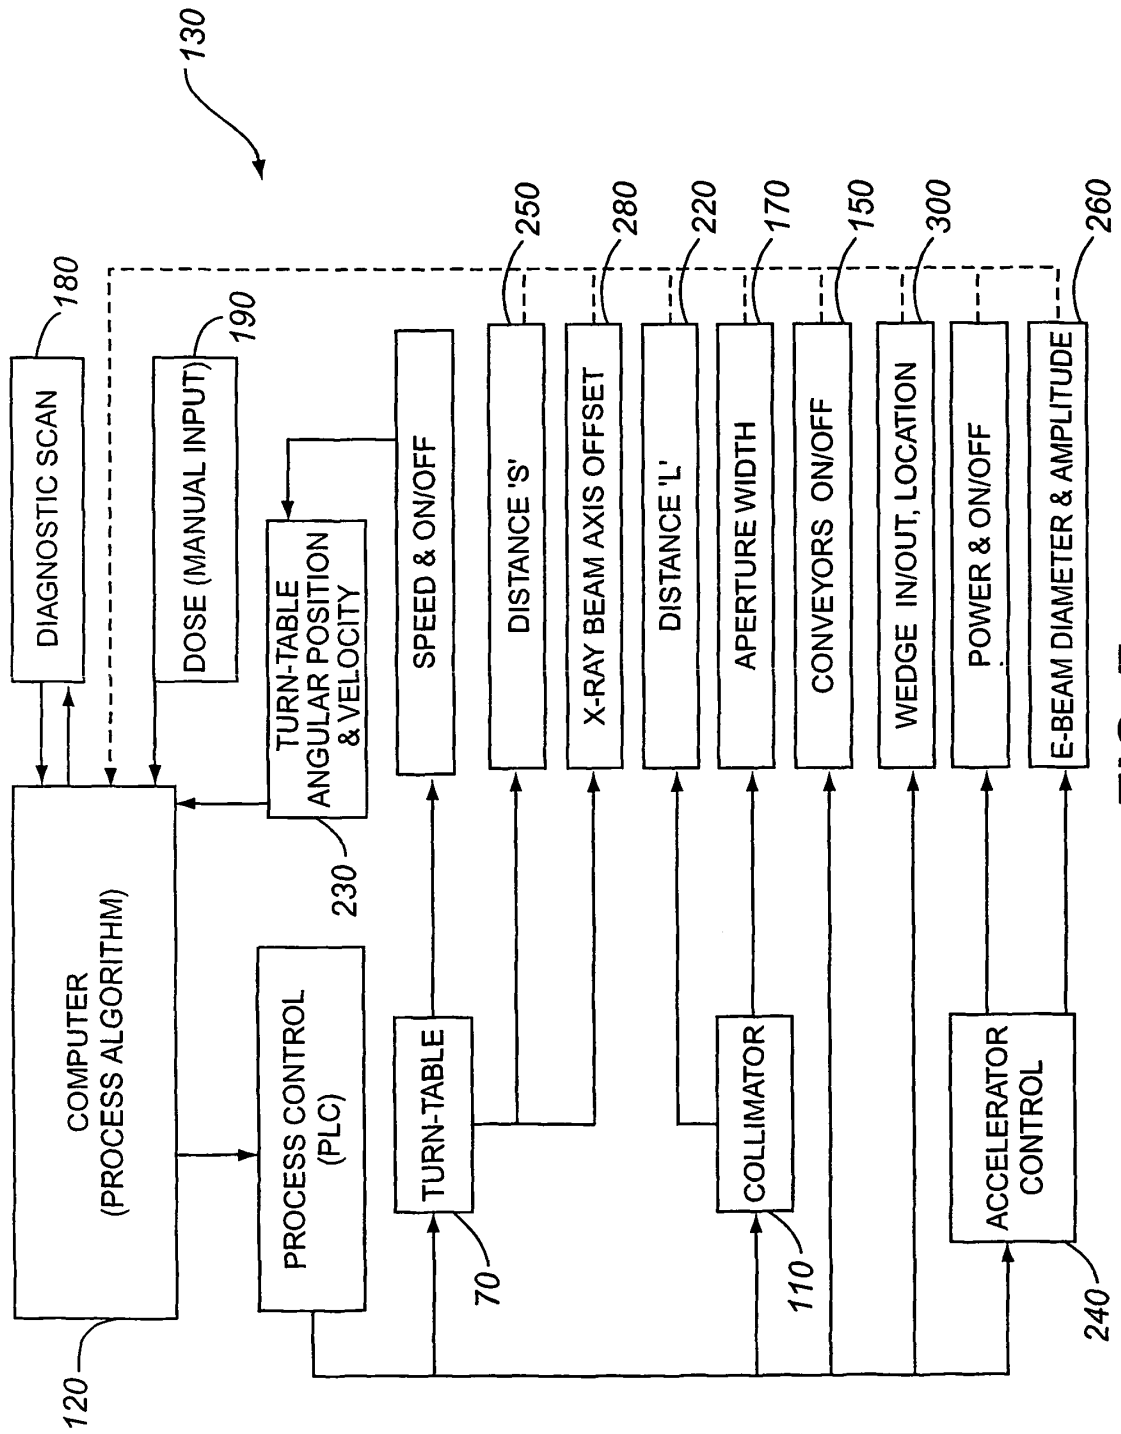 130
120
COMPUTER
(PROCESS ALGORITHM)
DIAGNOSTIC SCAN
180
DOSE (MANUAL INPUT)
190
PROCESS CONTROL
(PLC)
230
TURN-TABLE
ANGULAR POSITION
& VELOCITY
70
TURN-TABLE
SPEED & ON/OFF
DISTANCE 'S'
250
X-RAY BEAM AXIS OFFSET
280
DISTANCE 'L'
220
110
COLLIMATOR
APERTURE WIDTH
170
CONVEYORS ON/OFF
150
WEDGE IN/OUT, LOCATION
300
240
ACCELERATOR
CONTROL
POWER & ON/OFF
E-BEAM DIAMETER & AMPLITUDE
260